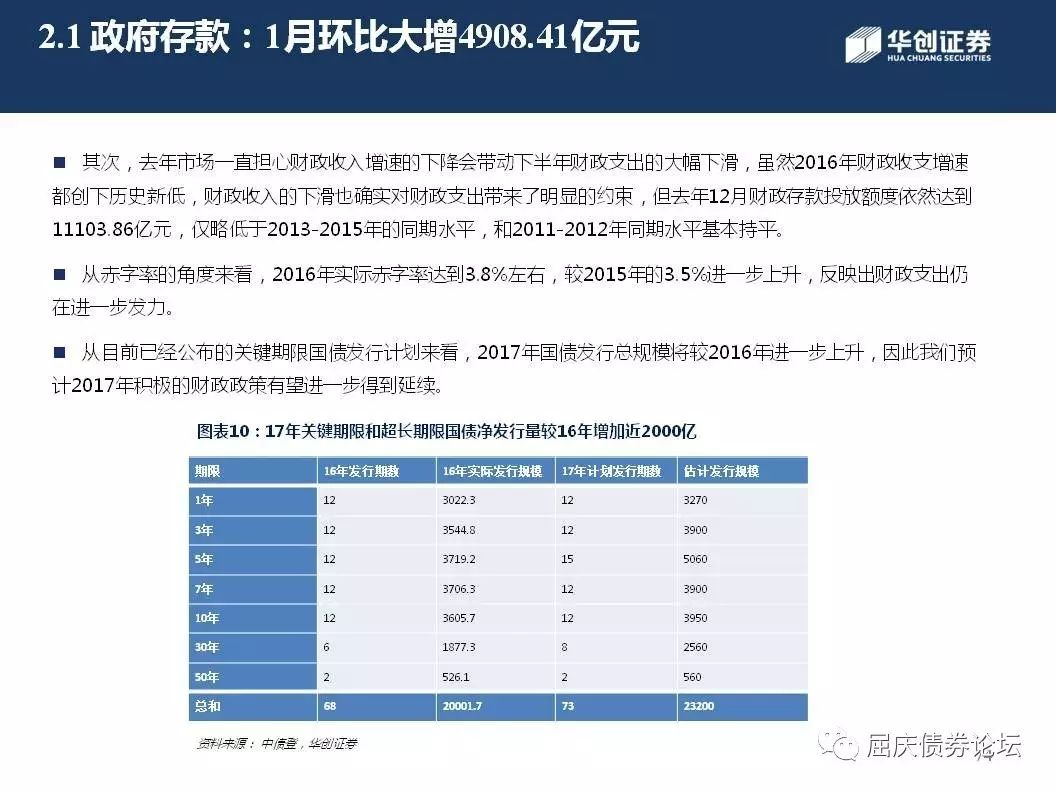 2.1 政府存款：1月环比大增4908.41亿元
华创证券
HUA CHUANG SECURITIES
■ 其次，去年市场一直担心财政收入增速的下降会带动下半年财政支出的大幅下滑，虽然2016年财政收支增速
都创下历史新低，财政收入的下滑也确实对财政支出带来了明显的约束，但去年12月财政存款投放额度依然达到
11103.86亿元，仅略低于2013-2015年的同期水平，和2011-2012年同期水平基本持平。
■ 从赤字率的角度来看，2016年实际赤字率达到3.8%左右，较2015年的3.5%进一步上升，反映出财政支出仍
在进一步发力。
■ 从目前已经公布的关键期限国债发行计划来看，2017年国债发行总规模将较2016年进一步上升，因此我们预
计2017年积极的财政政策有望进一步得到延续。
图表10：17年关键期限和超长期限国债净发行量较16年增加近2000亿
期限 16年发行期数 16年实际发行规模 17年计划发行期数 估计发行规模
1年 12 3022.3 12 3270
3年 12 3544.8 12 3900
5年 12 3719.2 15 5060
7年 12 3706.3 12 3900
10年 12 3605.7 12 3950
30年 6 1877.3 8 2560
50年 2 526.1 2 560
总和 68 20001.7 73 23200
资料来源：中债登，华创证券
屈庆债券论坛